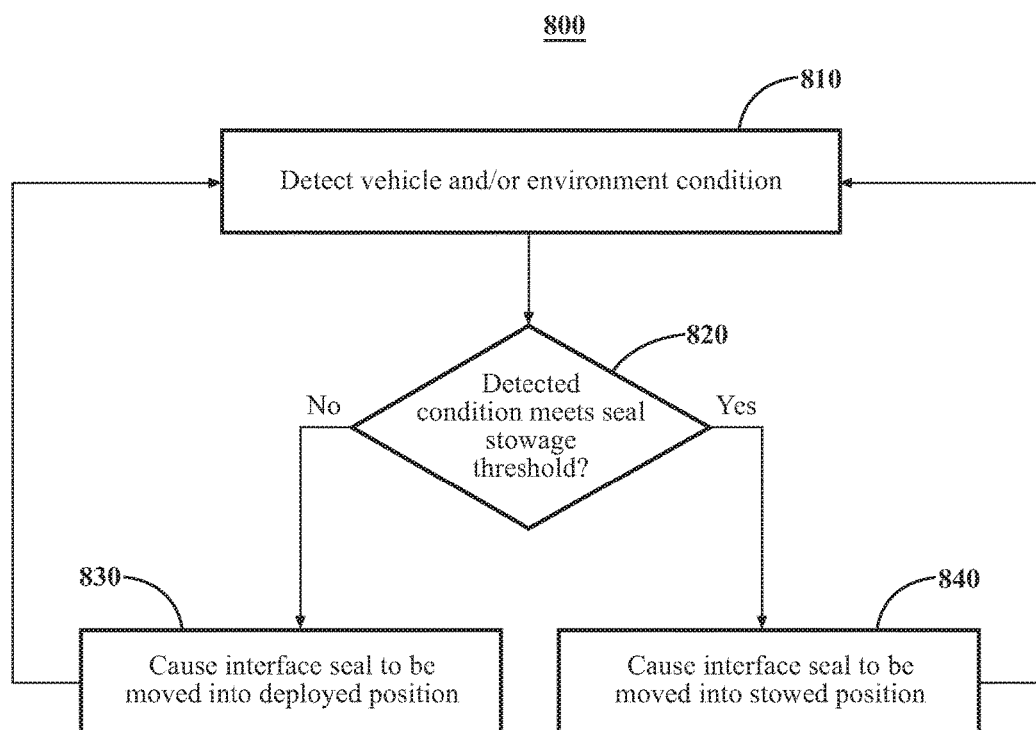 800
810
Detect vehicle and/or environment condition
820
Detected
condition meets seal
stowage
threshold?
No
Yes
830
Cause interface seal to be
moved into deployed position
840
Cause interface seal to be
moved into stowed position